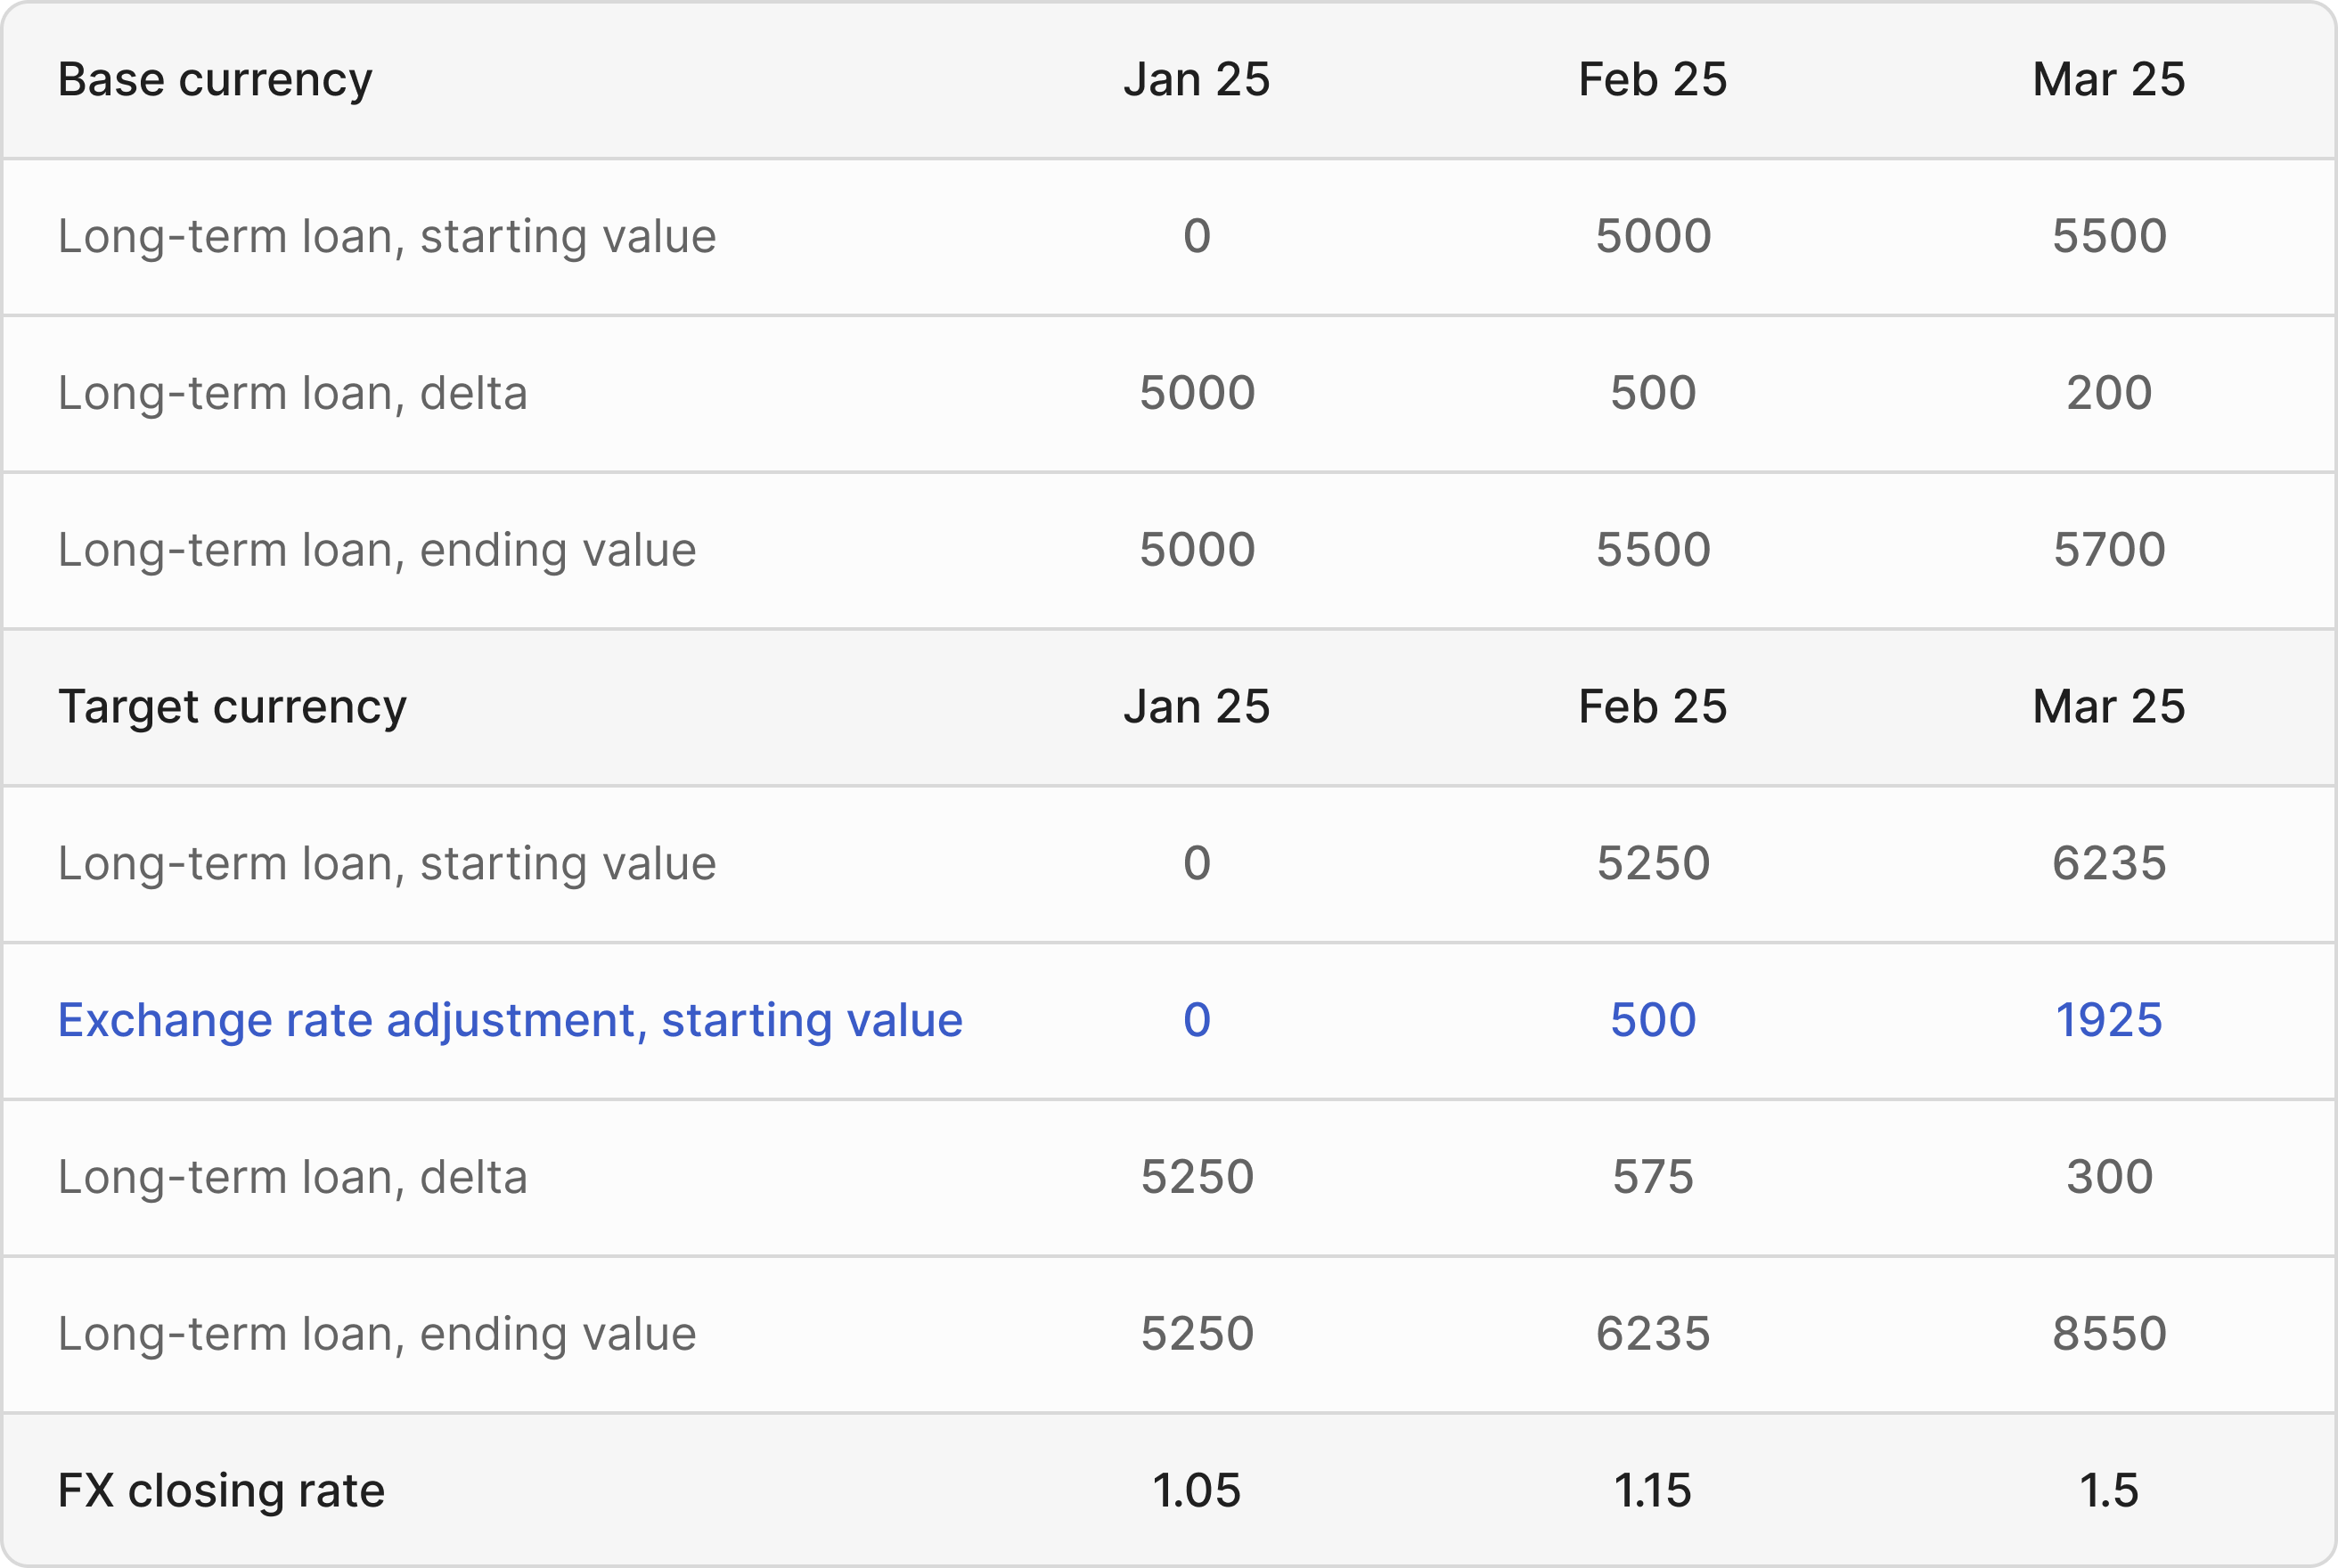 Base currency Jan 25 Feb 25 Mar 25
Long-term loan, starting value 0 5000 5500
Long-term loan, delta 5000 500 200
Long-term loan, ending value 5000 5500 5700
Target currency Jan 25 Feb 25 Mar 25
Long-term loan, starting value 0 5250 6235
Exchange rate adjustment, starting value 0 500 1925
Long-term loan, delta 5250 575 300
Long-term loan, ending value 5250 6235 8550
FX closing rate 1.05 1.15 1.5